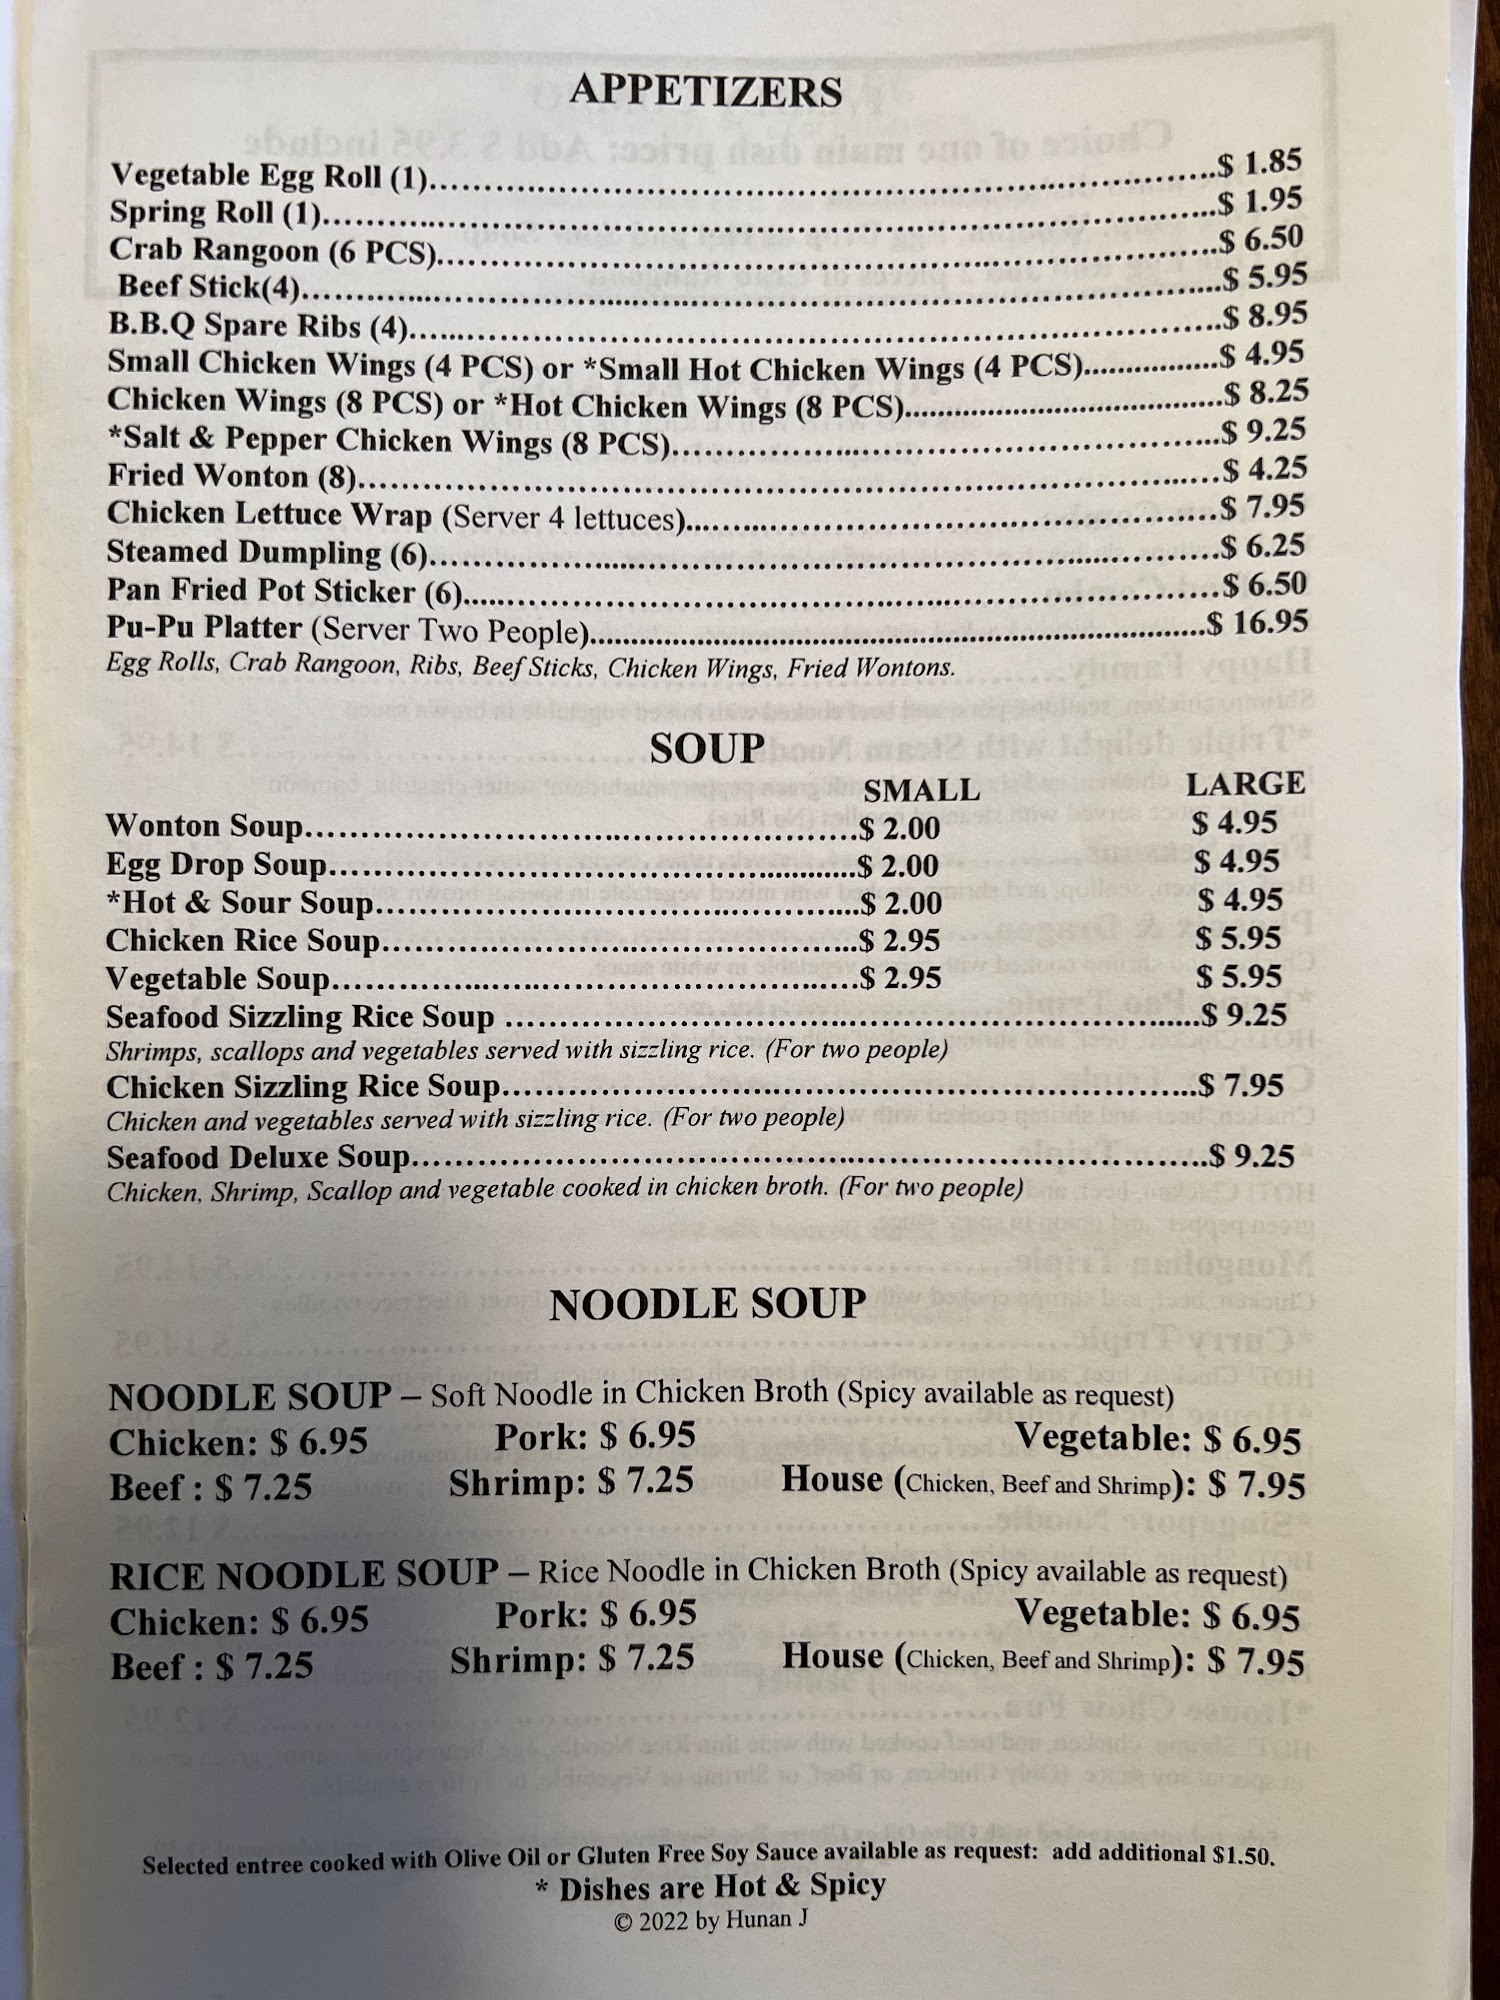 APPETIZERS
Vegetable Egg Roll (1)....................$ 1.85
Spring Roll (1)....................$ 1.95
Crab Rangoon (6 PCS)....................$ 6.50
Beef Stick(4)....................$ 5.95
B.B.Q Spare Ribs (4)....................$ 8.95
Small Chicken Wings (4 PCS) or *Small Hot Chicken Wings (4 PCS)....................$ 4.95
Chicken Wings (8 PCS) or *Hot Chicken Wings (8 PCS)....................$ 8.25
*Salt & Pepper Chicken Wings (8 PCS)....................$ 9.25
Fried Wonton (8)....................$ 4.25
Chicken Lettuce Wrap (Server 4 lettuces)....................$ 7.95
Steamed Dumpling (6)....................$ 6.25
Pan Fried Pot Sticker (6)....................$ 6.50
Pu-Pu Platter (Server Two People)....................$ 16.95
Egg Rolls, Crab Rangoon, Ribs, Beef Sticks, Chicken Wings, Fried Wontons.
SOUP
SMALL LARGE
Wonton Soup....................$ 2.00 $ 4.95
Egg Drop Soup....................$ 2.00 $ 4.95
*Hot & Sour Soup....................$ 2.00 $ 4.95
Chicken Rice Soup....................$ 2.95 $ 5.95
Vegetable Soup....................$ 2.95 $ 5.95
Seafood Sizzling Rice Soup ....................$ 9.25
Shrimps, scallops and vegetables served with sizzling rice. (For two people)
Chicken Sizzling Rice Soup....................$ 7.95
Chicken and vegetables served with sizzling rice. (For two people)
Seafood Deluxe Soup....................$ 9.25
Chicken. Shrimp, Scallop and vegetable cooked in chicken broth. (For two people)
NOODLE SOUP
NOODLE SOUP – Soft Noodle in Chicken Broth (Spicy available as request)
Chicken: $ 6.95 Pork: $ 6.95 Vegetable: $ 6.95
Beef : $ 7.25 Shrimp: $ 7.25 House (Chicken, Beef and Shrimp): $ 7.95
RICE NOODLE SOUP – Rice Noodle in Chicken Broth (Spicy available as request)
Chicken: $ 6.95 Pork: $ 6.95 Vegetable: $ 6.95
Beef : $ 7.25 Shrimp: $ 7.25 House (Chicken, Beef and Shrimp): $ 7.95
Selected entree cooked with Olive Oil or Gluten Free Soy Sauce available as request: add additional $1.50.
* Dishes are Hot & Spicy
© 2022 by Hunan J